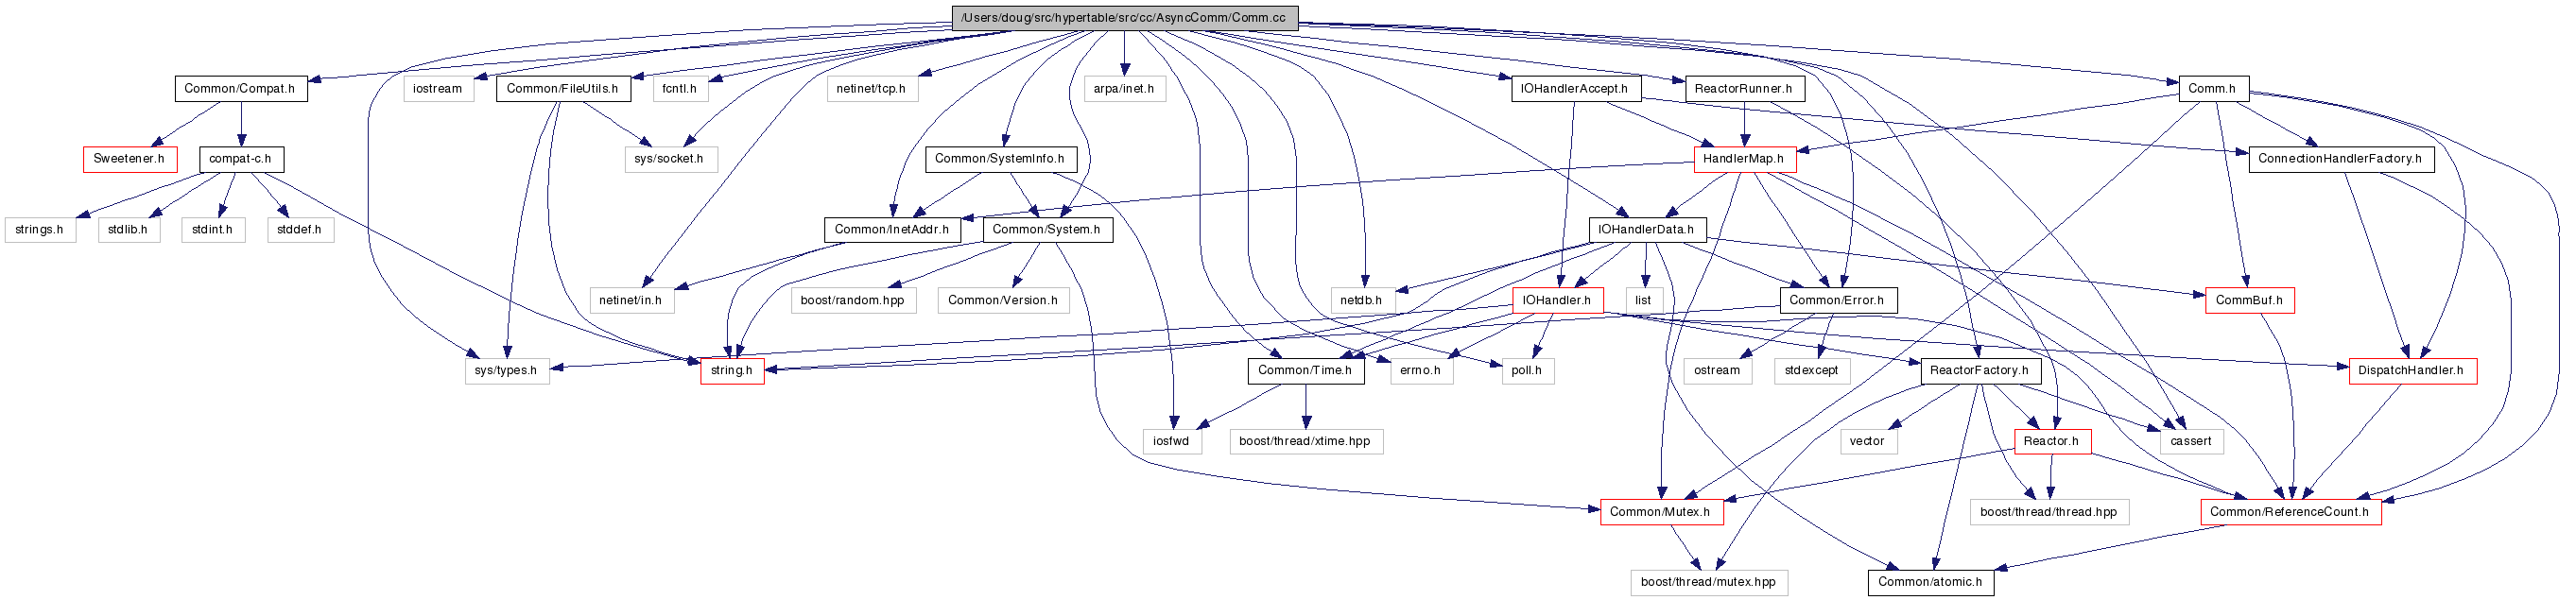 /Users/doug/src/hypertable/src/cc/AsyncComm/Comm.cc
Common/Compat.h
iostream
Common/FileUtils.h
fcntl.h
netinet/tcp.h
arpa/inet.h
IOHandlerAccept.h
ReactorRunner.h
Comm.h
Sweetener.h
compat-c.h
sys/socket.h
Common/SystemInfo.h
HandlerMap.h
ConnectionHandlerFactory.h
strings.h
stdlib.h
stdint.h
stddef.h
Common/InetAddr.h
Common/System.h
IOHandlerData.h
netinet/in.h
boost/random.hpp
Common/Version.h
netdb.h
IOHandler.h
list
Common/Error.h
CommBuf.h
sys/types.h
string.h
Common/Time.h
errno.h
poll.h
ostream
stdexcept
ReactorFactory.h
DispatchHandler.h
iosfwd
boost/thread/xtime.hpp
vector
Reactor.h
cassert
Common/Mutex.h
boost/thread/thread.hpp
Common/ReferenceCount.h
boost/thread/mutex.hpp
Common/atomic.h